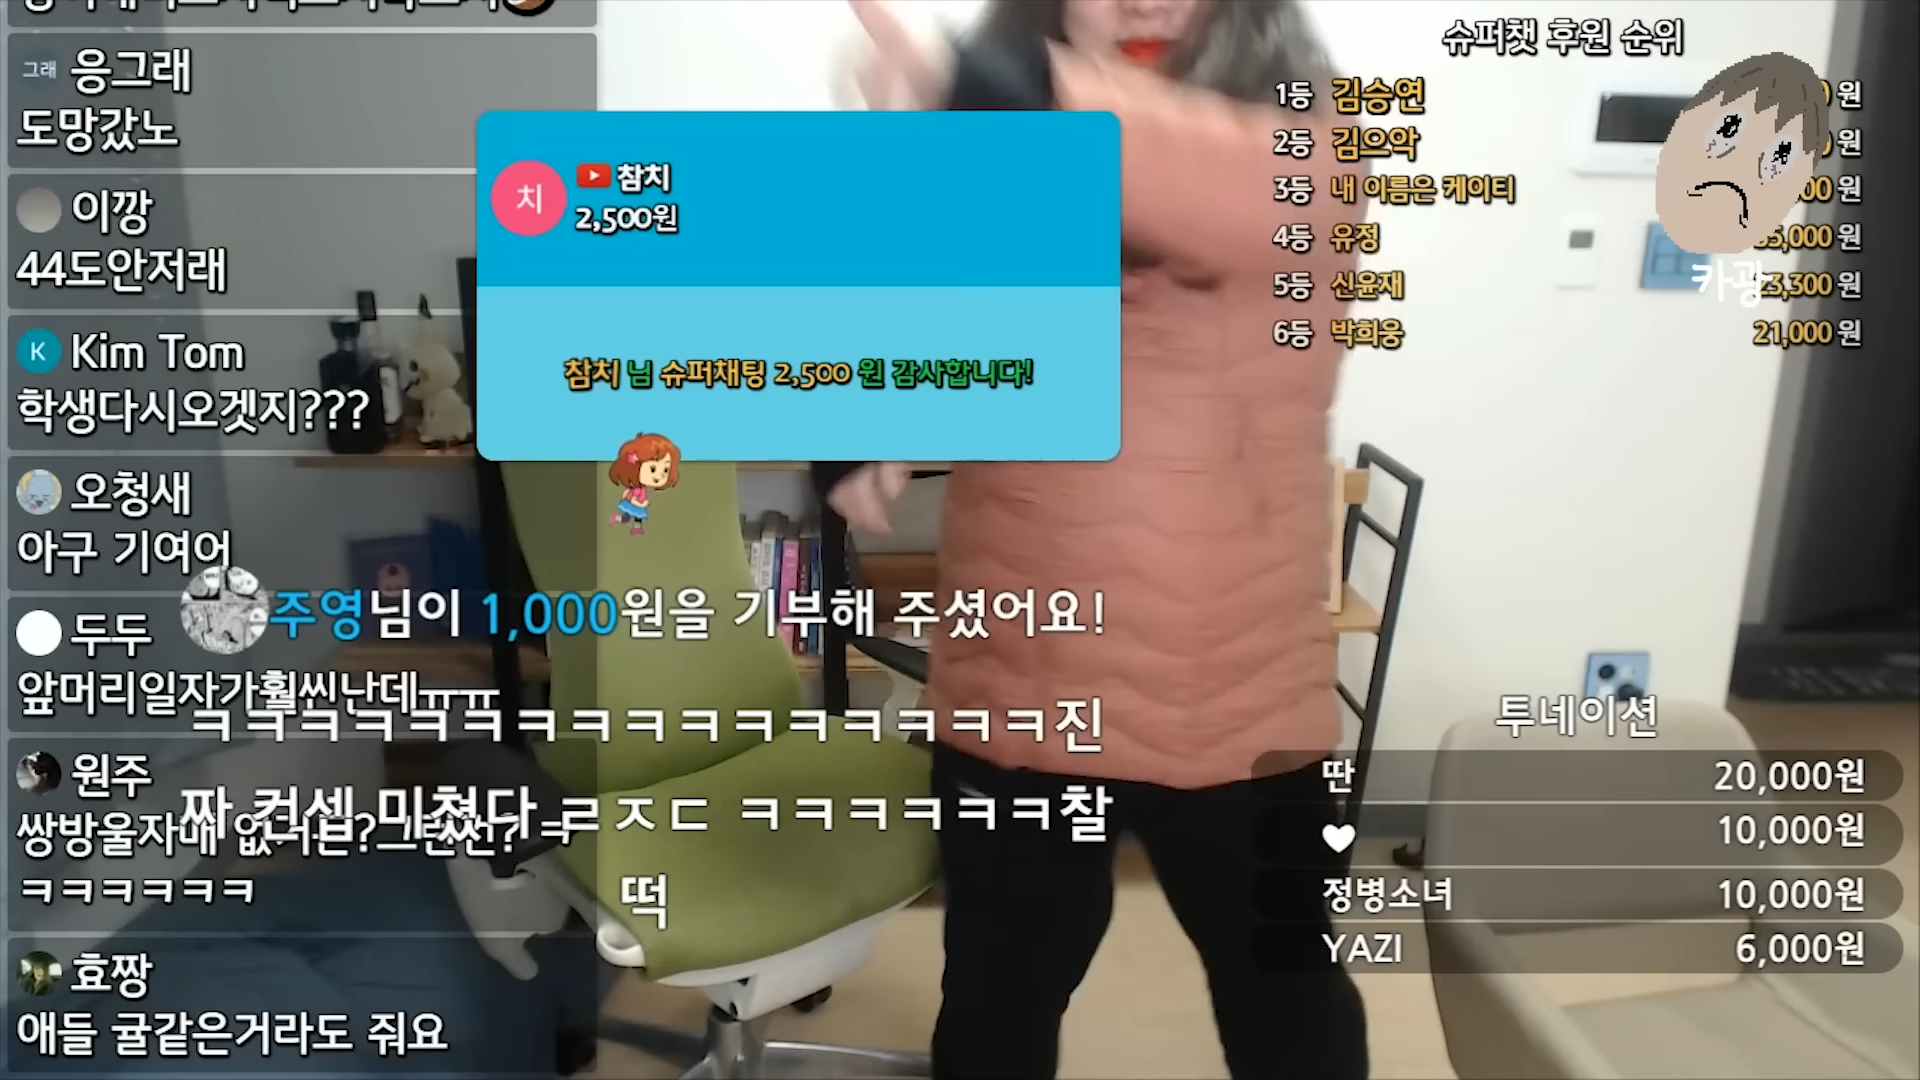 그래 응그래
도망갔노
이깡
44도안저래
K Kim Tom
학생다시오겟지???
오청새
아구 기여어
두두
앞머리일자가훨씬난데ㅠㅠ
원주
쌍방울자매
ㅋㅋㅋㅋㅋㅋ
효짱
애들 귤같은거라도 줘요
치 참치
2,500원
참치 님 슈퍼채팅 2,500 원 감사합니다!
주영님이 1,000원을 기부해 주셨어요!
ㅋㅋㅋㅋㅋㅋㅋㅋㅋㅋㅋㅋㅋㅋㅋㅋ진
짜 컨셉 미쳤다 ㄹㅈㄷ ㅋㅋㅋㅋㅋㅋ찰
떡
슈퍼챗 후원 순위
1등 김승연 원
2등 김으악 원
3등 내 이름은 케이티 원
4등 유정 원
5등 신윤재 원
6등 박희웅 21,000 원
카광
투네이션
딴 20,000원
♥ 10,000원
정병소녀 10,000원
YAZI 6,000원